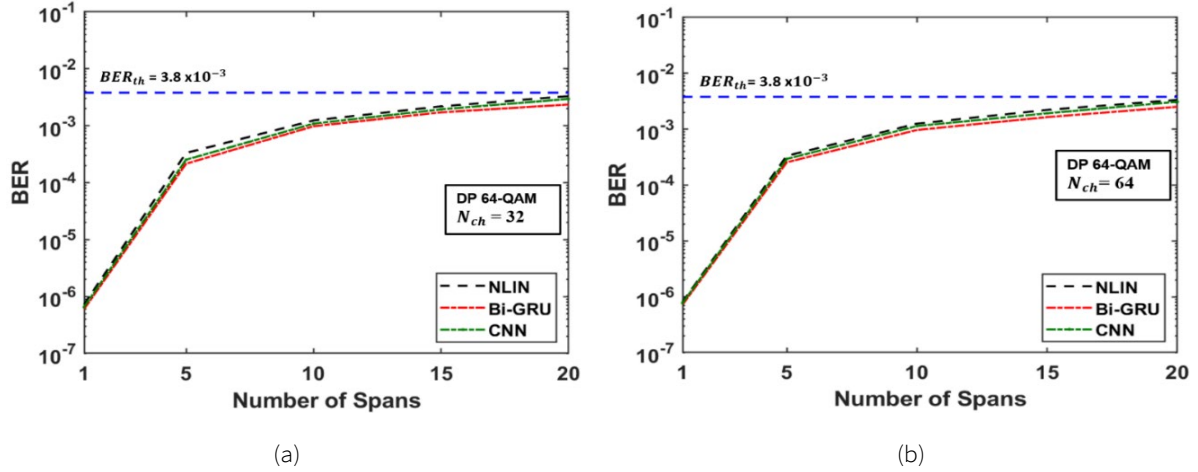 10^-1
10^-2
BER_th = 3.8 x10^-3
10^-3
BER
10^-4
DP 64-QAM
N_ch = 32
10^-5
10^-6
NLIN
Bi-GRU
CNN
10^-7
1 5 10 15 20
Number of Spans
(a)
10^-1
10^-2
BER_th = 3.8 x10^-3
10^-3
BER
10^-4
DP 64-QAM
N_ch = 64
10^-5
10^-6
NLIN
Bi-GRU
CNN
10^-7
1 5 10 15 20
Number of Spans
(b)